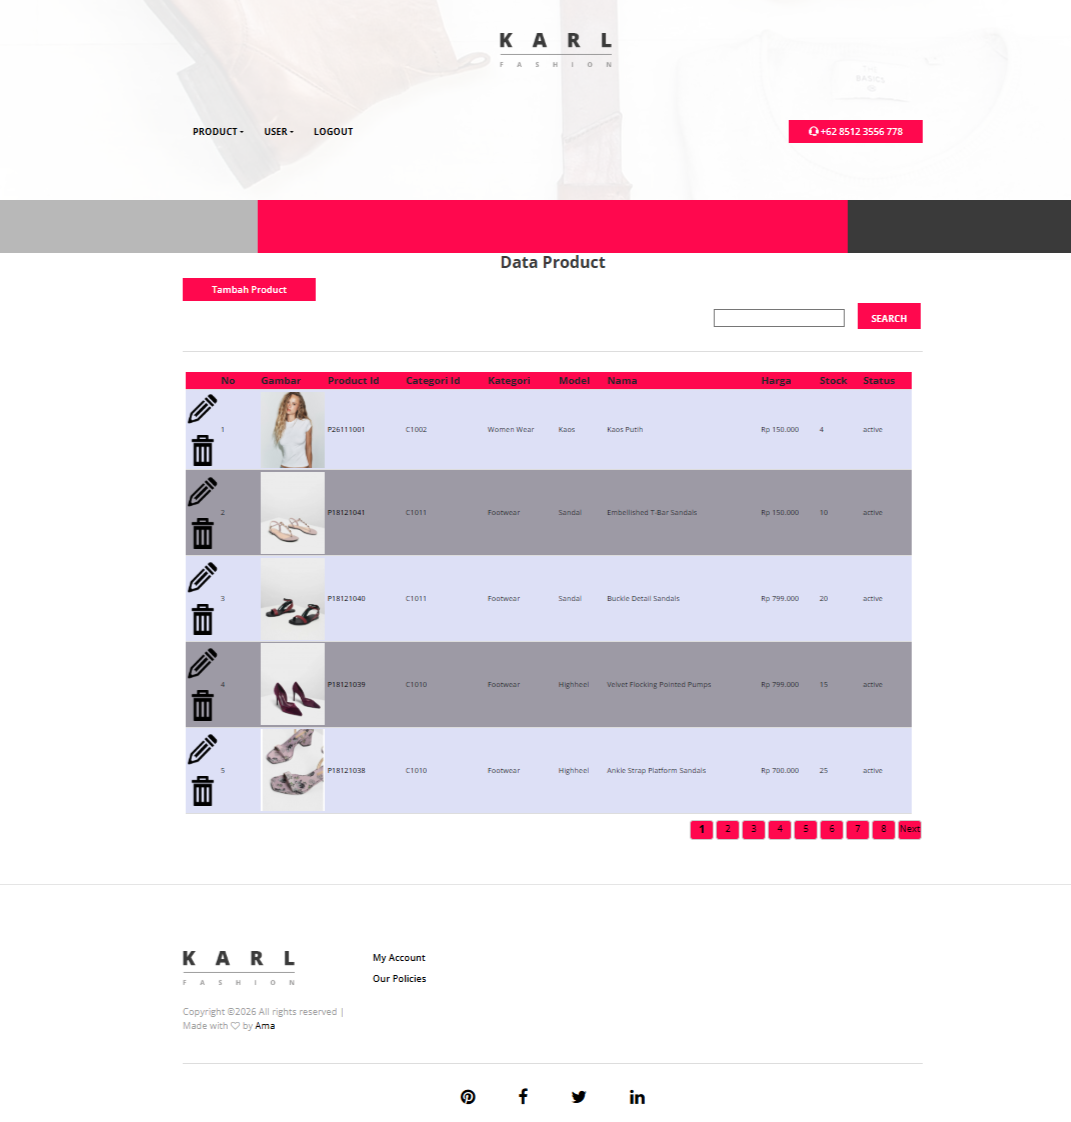 KARL
FASHION
PRODUCT USER LOGOUT
+62 8512 3556 778
Data Product
Tambah Product
SEARCH
No Gambar Product Id Categori Id Kategori Model Nama Harga Stock Status
1 P26111001 C1002 Women Wear Kaos Kaos Putih Rp 150.000 4 active
2 P18121041 C1011 Footwear Sandal Embellished T-Bar Sandals Rp 150.000 10 active
3 P18121040 C1011 Footwear Sandal Buckle Detail Sandals Rp 799.000 20 active
4 P18121039 C1010 Footwear Highheel Velvet Flocking Pointed Pumps Rp 799.000 15 active
5 P18121038 C1010 Footwear Highheel Ankle Strap Platform Sandals Rp 700.000 25 active
1 2 3 4 5 6 7 8 Next
KARL
FASHION
My Account
Our Policies
Copyright ©2026 All rights reserved |
Made with ♡ by Ama